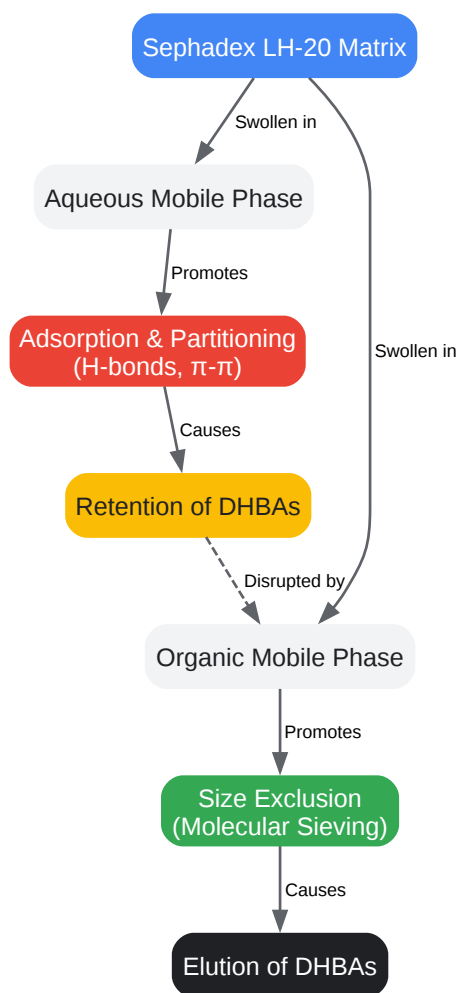 Sephadex LH-20 Matrix
Swollen in
Aqueous Mobile Phase
Promotes
Adsorption & Partitioning
(H-bonds, π-π)
Swollen in
Causes
Retention of DHBAs
Disrupted by
Organic Mobile Phase
Promotes
Size Exclusion
(Molecular Sieving)
Causes
Elution of DHBAs